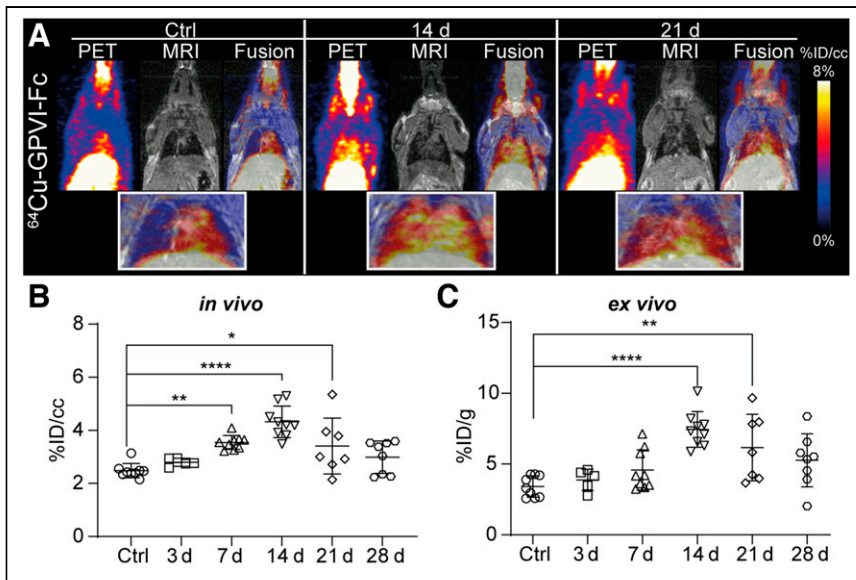 A
Ctrl 14 d 21 d
PET MRI Fusion PET MRI Fusion PET MRI Fusion
%ID/cc
8%
0%
⁶⁴Cu-GPVI-Fc
B
in vivo
8
6
4
2
0
%ID/cc
*
****
**
Ctrl 3 d 7 d 14 d 21 d 28 d
C
ex vivo
15
10
5
0
%ID/g
**
****
Ctrl 3 d 7 d 14 d 21 d 28 d